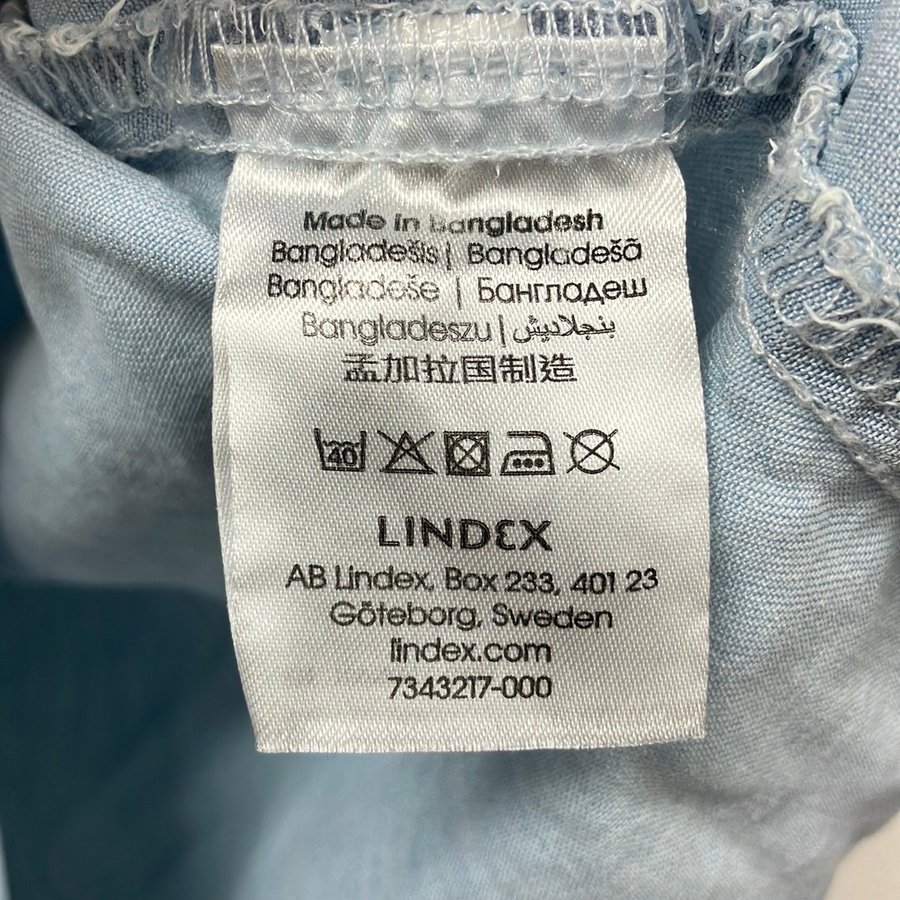 Made in Bangladesh
Bangladešis | Bangladešā
Bangladeše | Бангладеш
Bangladeszu | بنجلاديش
孟加拉国制造
40
LINDEX
AB Lindex, Box 233, 401 23
Göteborg, Sweden
lindex.com
7343217-000